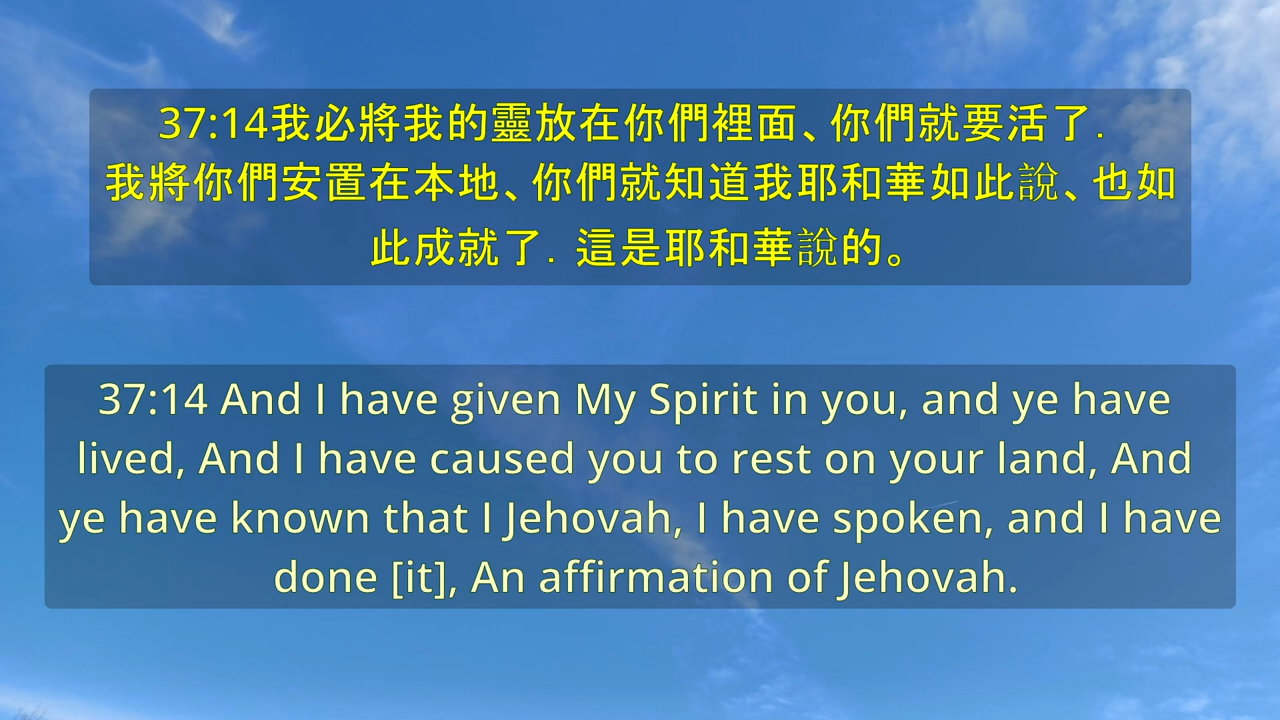 37:14我必將我的靈放在你們裡面、你們就要活了．
我將你們安置在本地、你們就知道我耶和華如此說、也如
此成就了．這是耶和華說的。
37:14 And I have given My Spirit in you, and ye have
lived, And I have caused you to rest on your land, And
ye have known that I Jehovah, I have spoken, and I have
done [it], An affirmation of Jehovah.